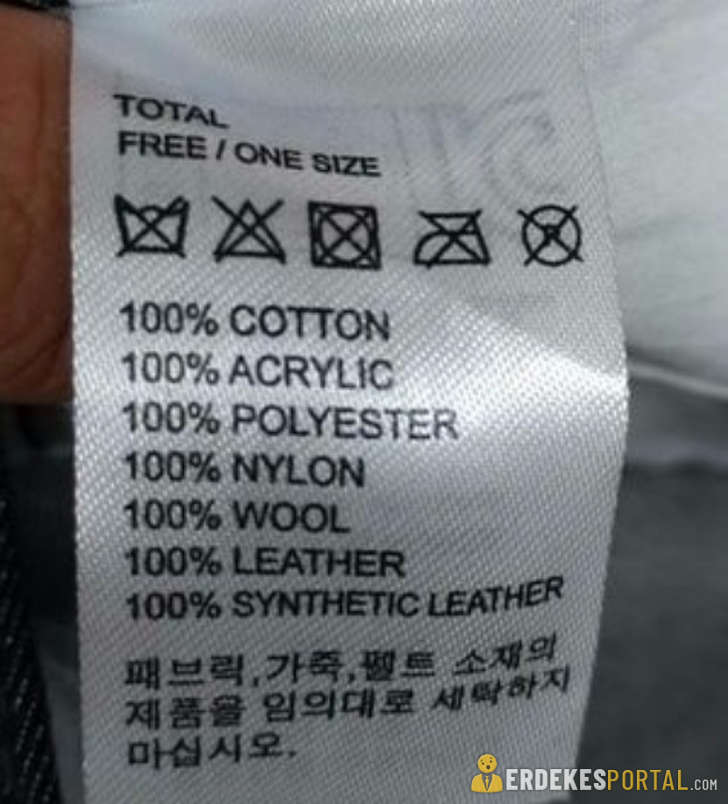 TOTAL
FREE / ONE SIZE
100% COTTON
100% ACRYLIC
100% POLYESTER
100% NYLON
100% WOOL
100% LEATHER
100% SYNTHETIC LEATHER
패브릭,가죽,펠트 소재의
제품을 임의대로 세탁하지
마십시오.
ERDEKESPORTAL.COM